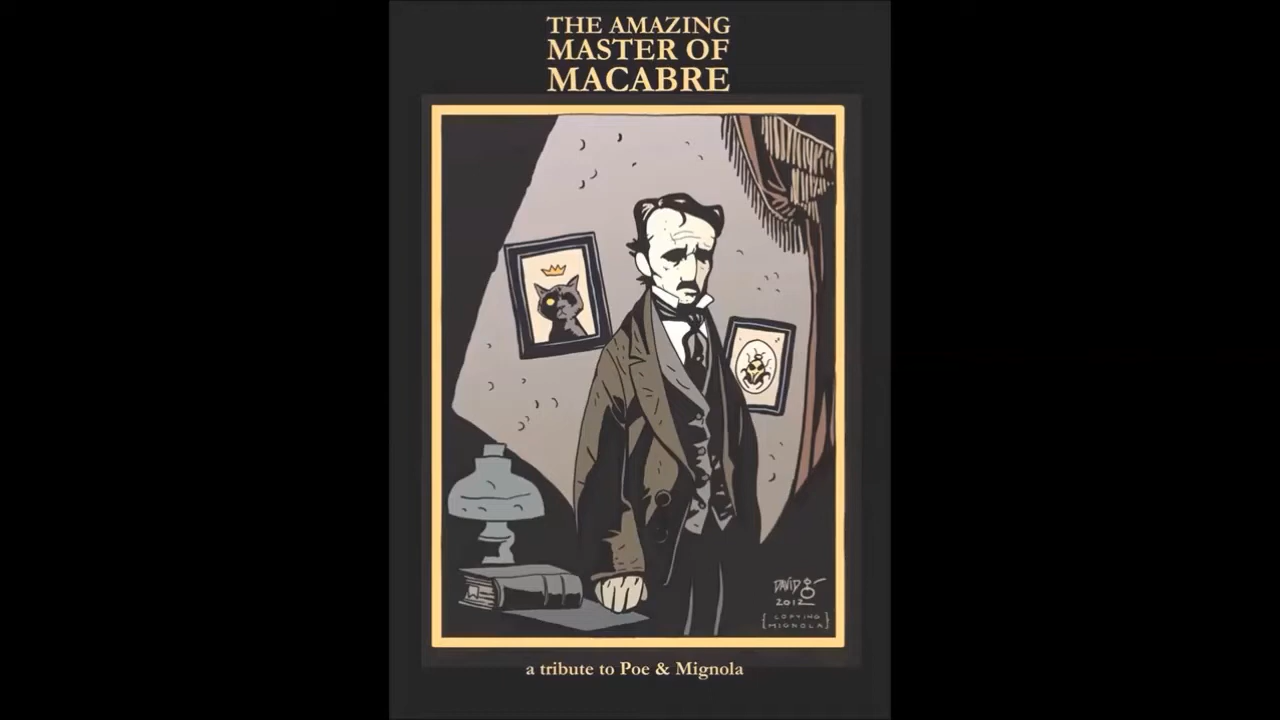 THE AMAZING
MASTER OF
MACABRE
DAVID g
2012
[COPYING
MIGNOLA]
a tribute to Poe & Mignola